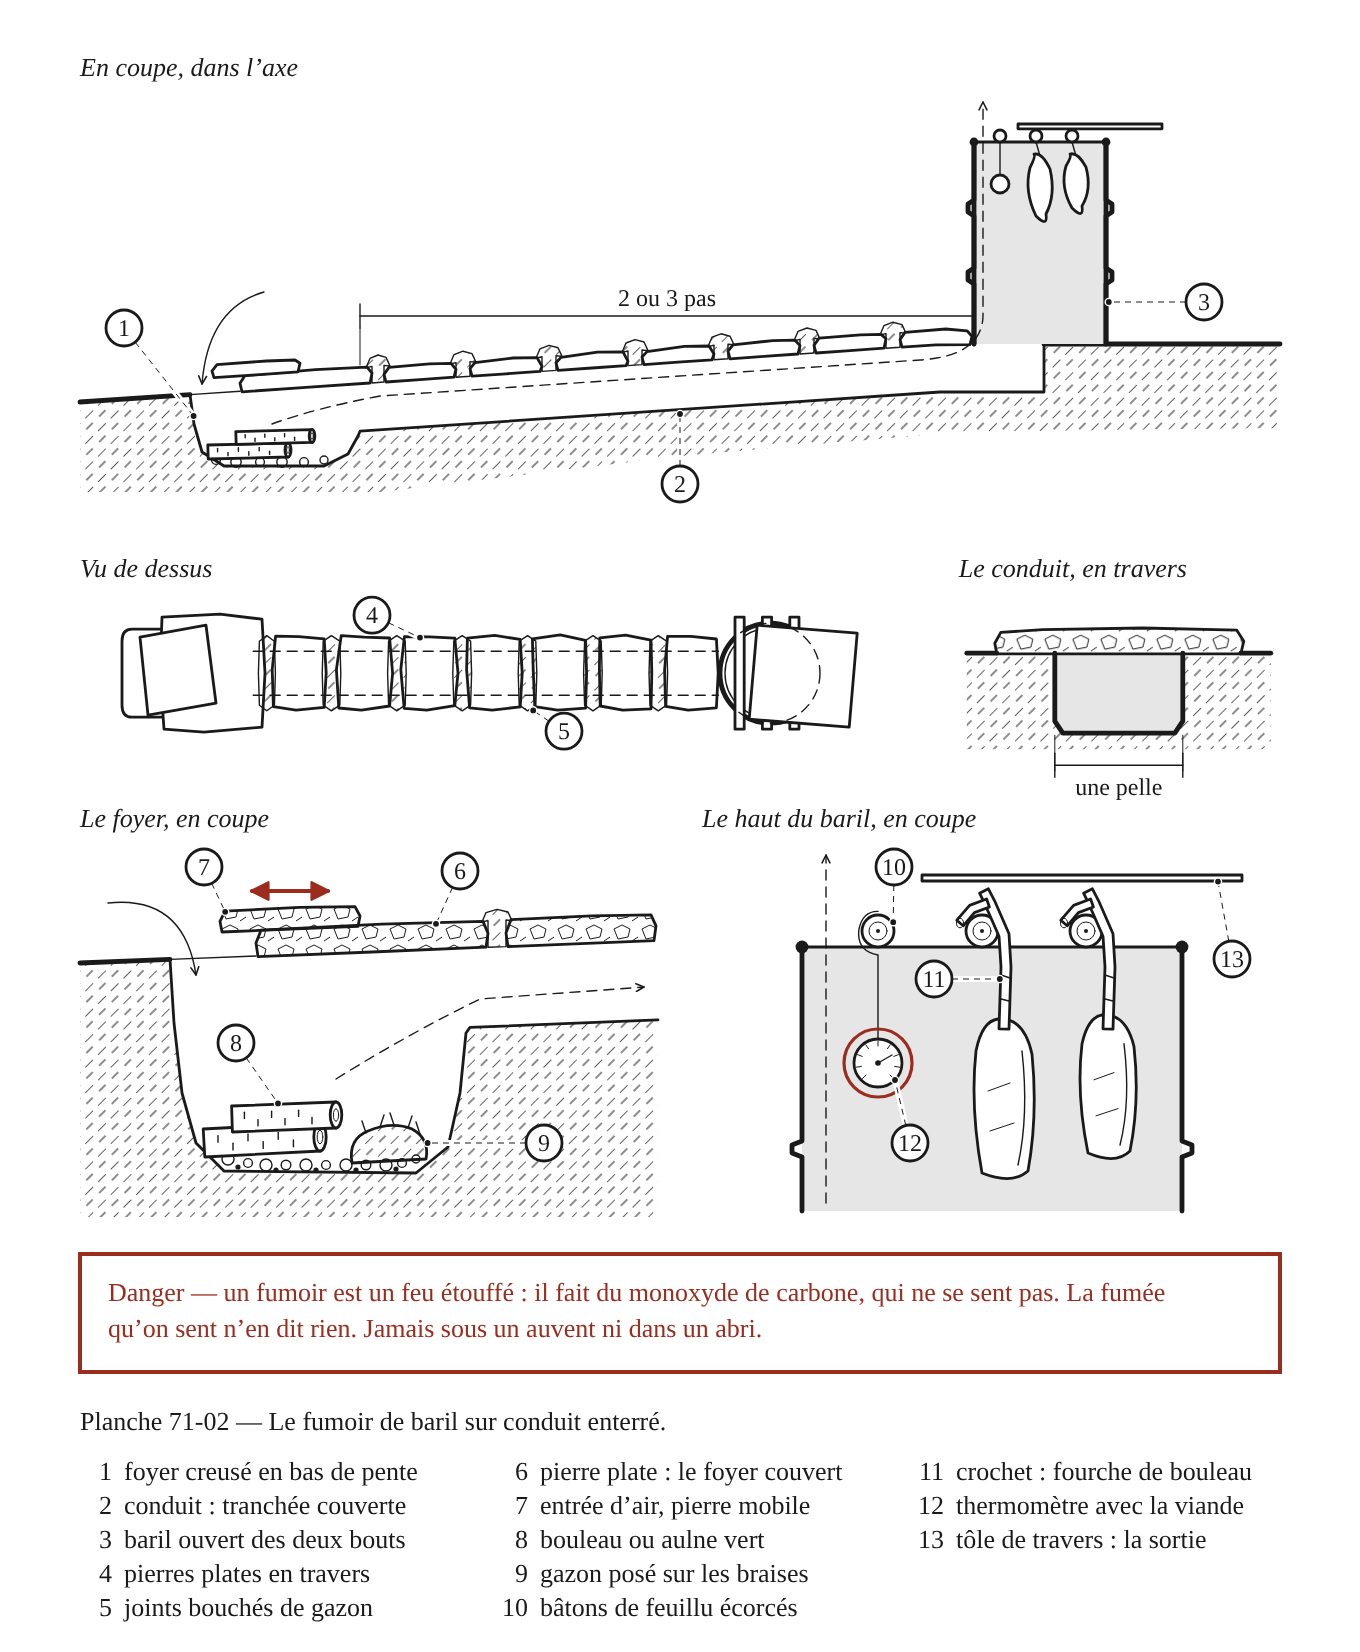 En coupe, dans l’axe
2 ou 3 pas
1
3
2
Vu de dessus
Le conduit, en travers
4
5
une pelle
Le foyer, en coupe
Le haut du baril, en coupe
7
6
10
11
13
8
9
12
Danger — un fumoir est un feu étouffé : il fait du monoxyde de carbone, qui ne se sent pas. La fumée
qu’on sent n’en dit rien. Jamais sous un auvent ni dans un abri.
Planche 71-02 — Le fumoir de baril sur conduit enterré.
1 foyer creusé en bas de pente
2 conduit : tranchée couverte
3 baril ouvert des deux bouts
4 pierres plates en travers
5 joints bouchés de gazon
6 pierre plate : le foyer couvert
7 entrée d’air, pierre mobile
8 bouleau ou aulne vert
9 gazon posé sur les braises
10 bâtons de feuillu écorcés
11 crochet : fourche de bouleau
12 thermomètre avec la viande
13 tôle de travers : la sortie